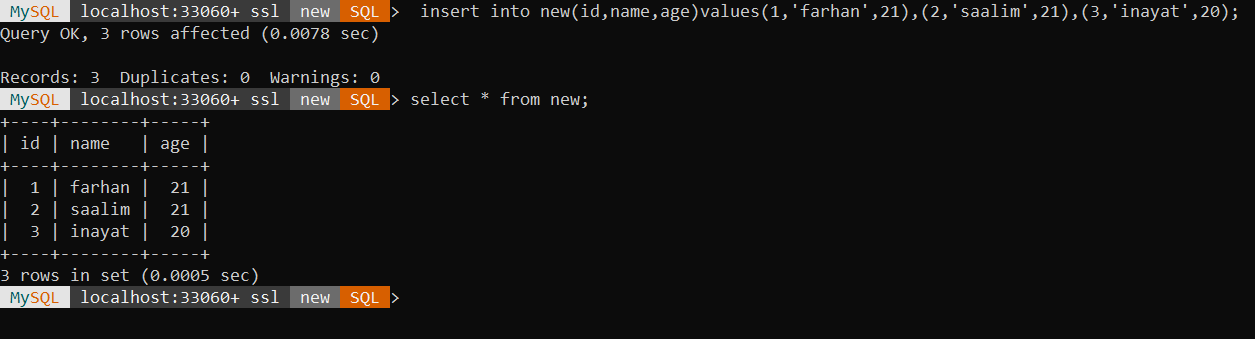 MySQL localhost:33060+ ssl new SQL > insert into new(id,name,age)values(1,'farhan',21),(2,'saalim',21),(3,'inayat',20);
Query OK, 3 rows affected (0.0078 sec)
Records: 3  Duplicates: 0  Warnings: 0
MySQL localhost:33060+ ssl new SQL > select * from new;
+----+--------+-----+
| id | name   | age |
+----+--------+-----+
|  1 | farhan |  21 |
|  2 | saalim |  21 |
|  3 | inayat |  20 |
+----+--------+-----+
3 rows in set (0.0005 sec)
MySQL localhost:33060+ ssl new SQL >